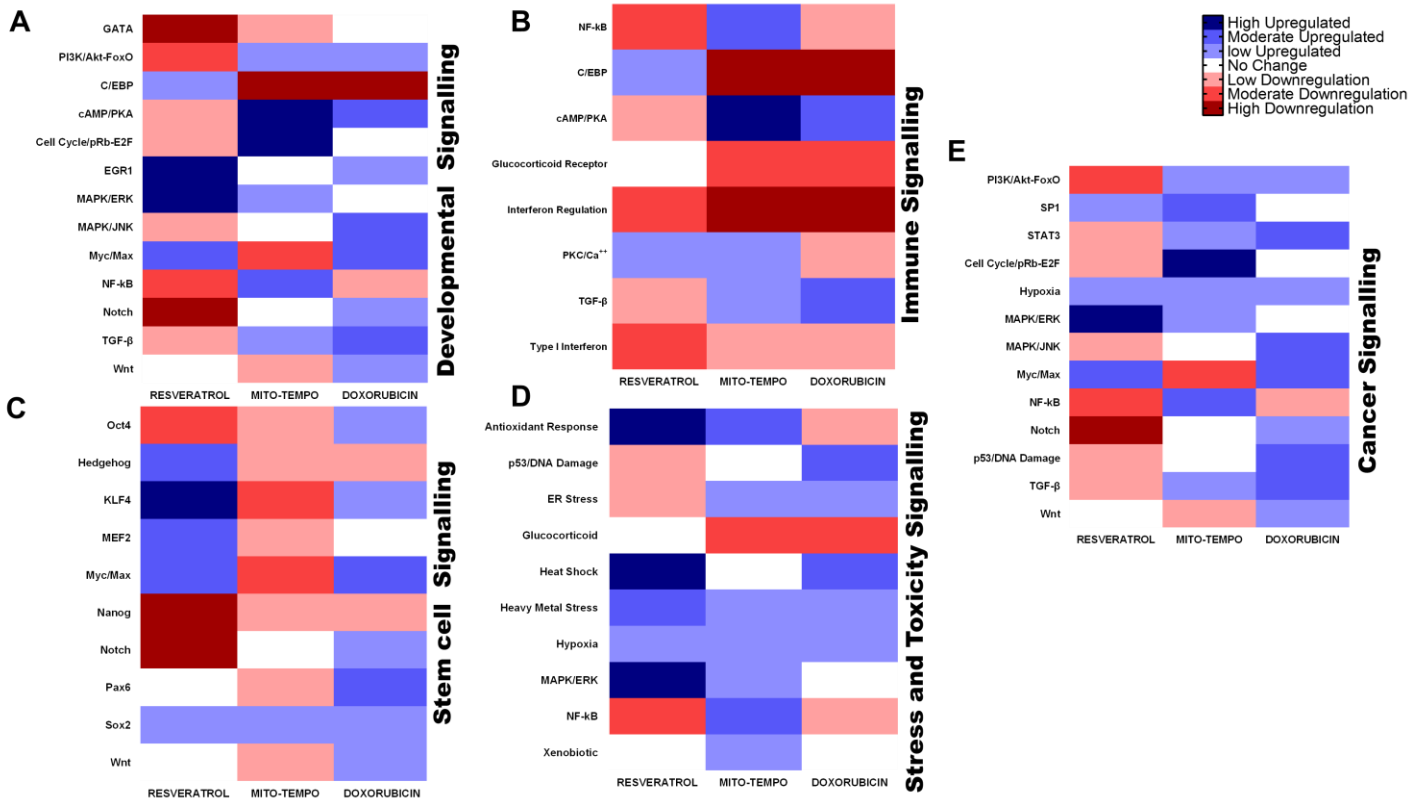 A
GATA
PI3K/Akt-FoxO
C/EBP
cAMP/PKA
Cell Cycle/pRb-E2F
EGR1
MAPK/ERK
MAPK/JNK
Myc/Max
NF-kB
Notch
TGF-β
Wnt
RESVERATROL MITO-TEMPO DOXORUBICIN
Developmental Signalling
B
NF-kB
C/EBP
cAMP/PKA
Glucocorticoid Receptor
Interferon Regulation
PKC/Ca⁺⁺
TGF-β
Type I Interferon
RESVERATROL MITO-TEMPO DOXORUBICIN
Immune Signalling
High Upregulated
Moderate Upregulated
low Upregulated
No Change
Low Downregulation
Moderate Downregulation
High Downregulation
C
Oct4
Hedgehog
KLF4
MEF2
Myc/Max
Nanog
Notch
Pax6
Sox2
Wnt
RESVERATROL MITO-TEMPO DOXORUBICIN
Stem cell Signalling
D
Antioxidant Response
p53/DNA Damage
ER Stress
Glucocorticoid
Heat Shock
Heavy Metal Stress
Hypoxia
MAPK/ERK
NF-kB
Xenobiotic
RESVERATROL MITO-TEMPO DOXORUBICIN
Stress and Toxicity Signalling
E
PI3K/Akt-FoxO
SP1
STAT3
Cell Cycle/pRb-E2F
Hypoxia
MAPK/ERK
MAPK/JNK
Myc/Max
NF-kB
Notch
p53/DNA Damage
TGF-β
Wnt
RESVERATROL MITO-TEMPO DOXORUBICIN
Cancer Signalling